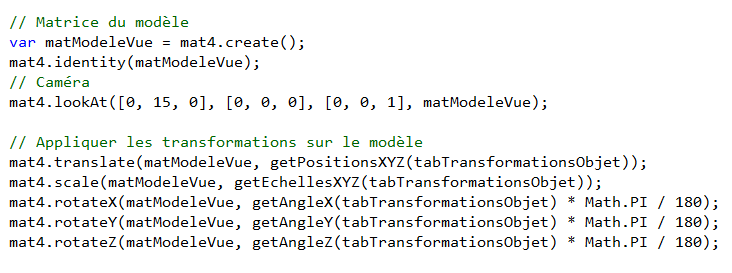 // Matrice du modèle
var matModeleVue = mat4.create();
mat4.identity(matModeleVue);
// Caméra
mat4.lookAt([0, 15, 0], [0, 0, 0], [0, 0, 1], matModeleVue);
// Appliquer les transformations sur le modèle
mat4.translate(matModeleVue, getPositionsXYZ(tabTransformationsObjet));
mat4.scale(matModeleVue, getEchellesXYZ(tabTransformationsObjet));
mat4.rotateX(matModeleVue, getAngleX(tabTransformationsObjet) * Math.PI / 180);
mat4.rotateY(matModeleVue, getAngleY(tabTransformationsObjet) * Math.PI / 180);
mat4.rotateZ(matModeleVue, getAngleZ(tabTransformationsObjet) * Math.PI / 180);